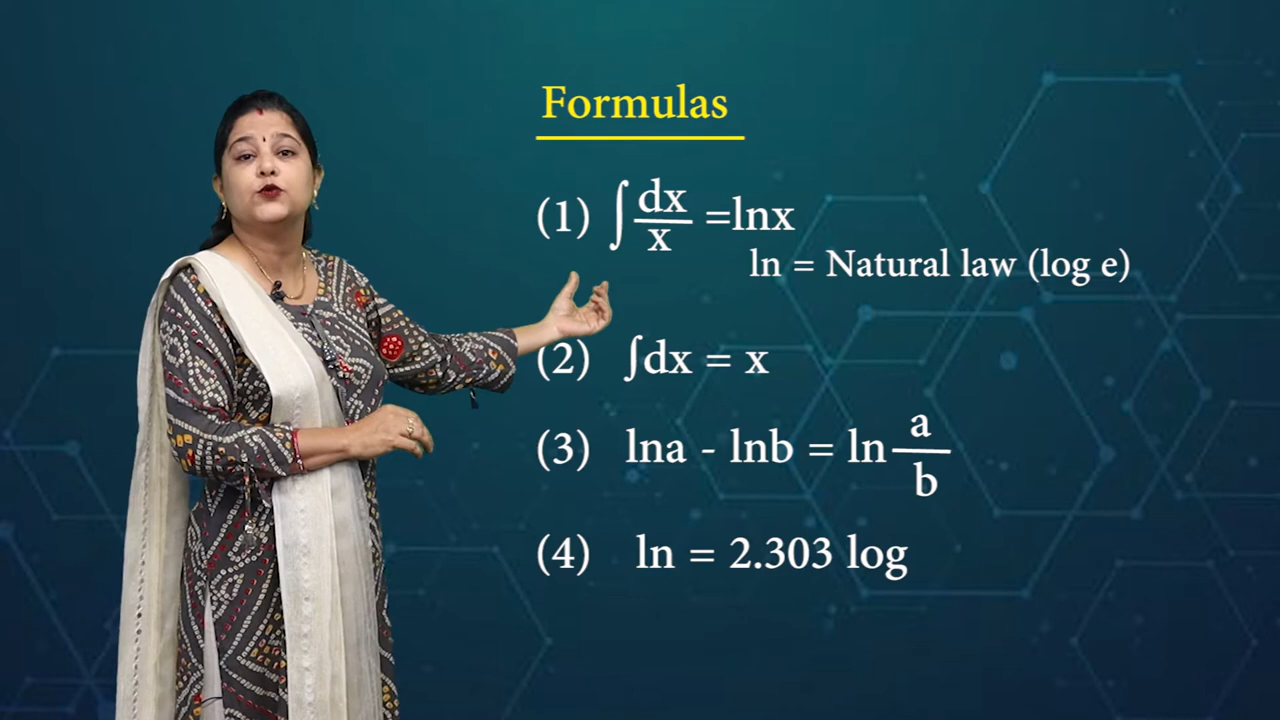 Formulas
(1) ∫ dx/x =lnx
ln = Natural law (log e)
(2) ∫dx = x
(3) lna - lnb = ln a/b
(4) ln = 2.303 log